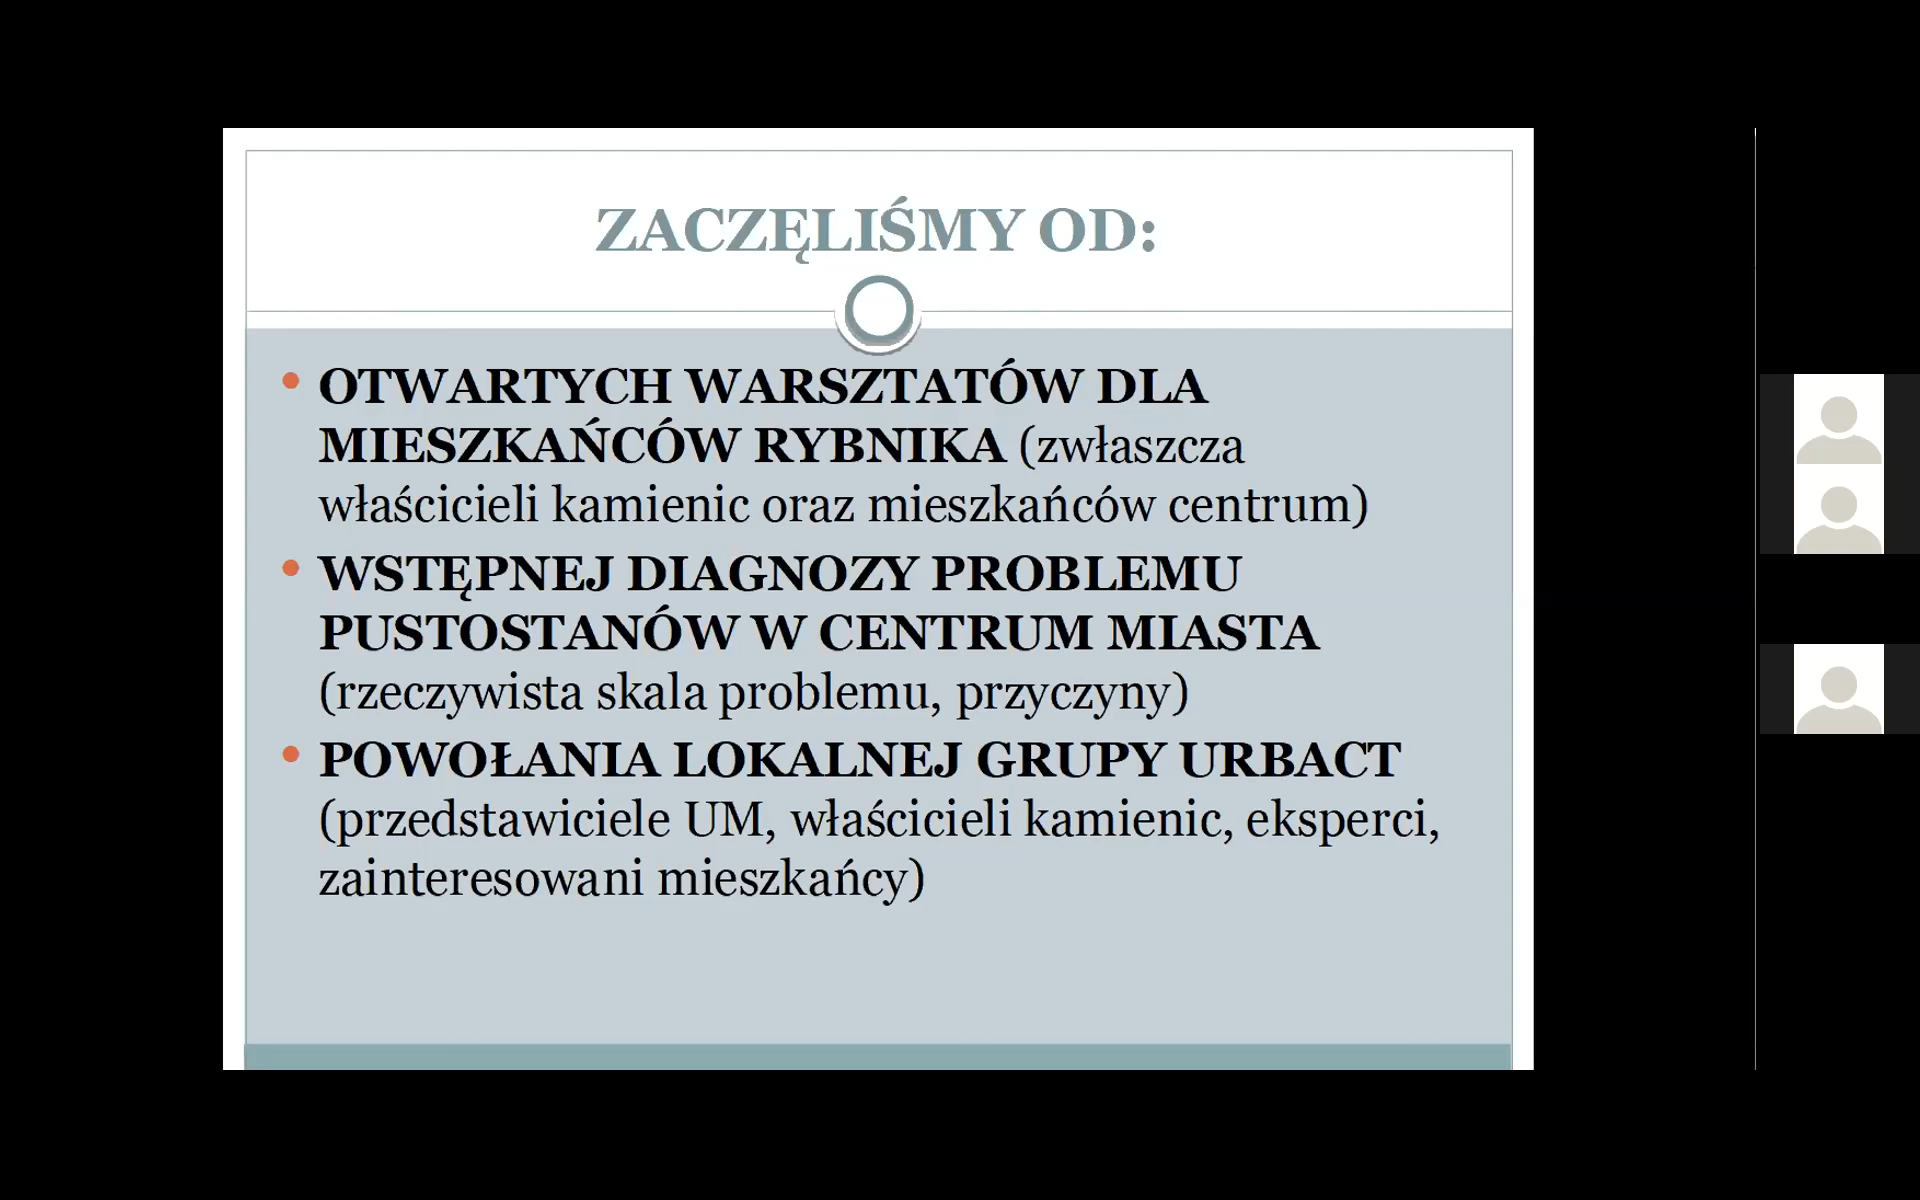 ZACZĘLIŚMY OD:
• OTWARTYCH WARSZTATÓW DLA
MIESZKAŃCÓW RYBNIKA (zwłaszcza
właścicieli kamienic oraz mieszkańców centrum)
• WSTĘPNEJ DIAGNOZY PROBLEMU
PUSTOSTANÓW W CENTRUM MIASTA
(rzeczywista skala problemu, przyczyny)
• POWOŁANIA LOKALNEJ GRUPY URBACT
(przedstawiciele UM, właścicieli kamienic, eksperci,
zainteresowani mieszkańcy)